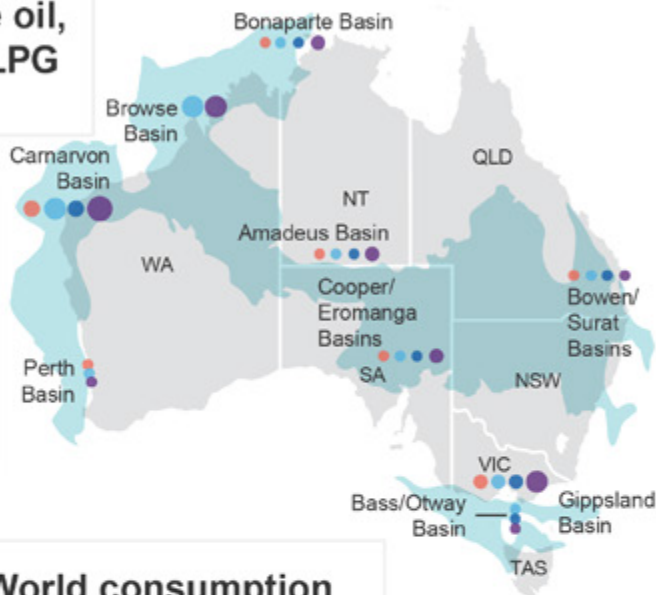 oil,
LPG
Bonaparte Basin
Browse
Basin
Carnarvon
Basin
QLD
NT
Amadeus Basin
WA
Cooper/
Eromanga
Basins
Bowen/
Surat
Basins
Perth
Basin
SA
NSW
VIC
Bass/Otway
Basin
Gippsland
Basin
TAS
World consumption